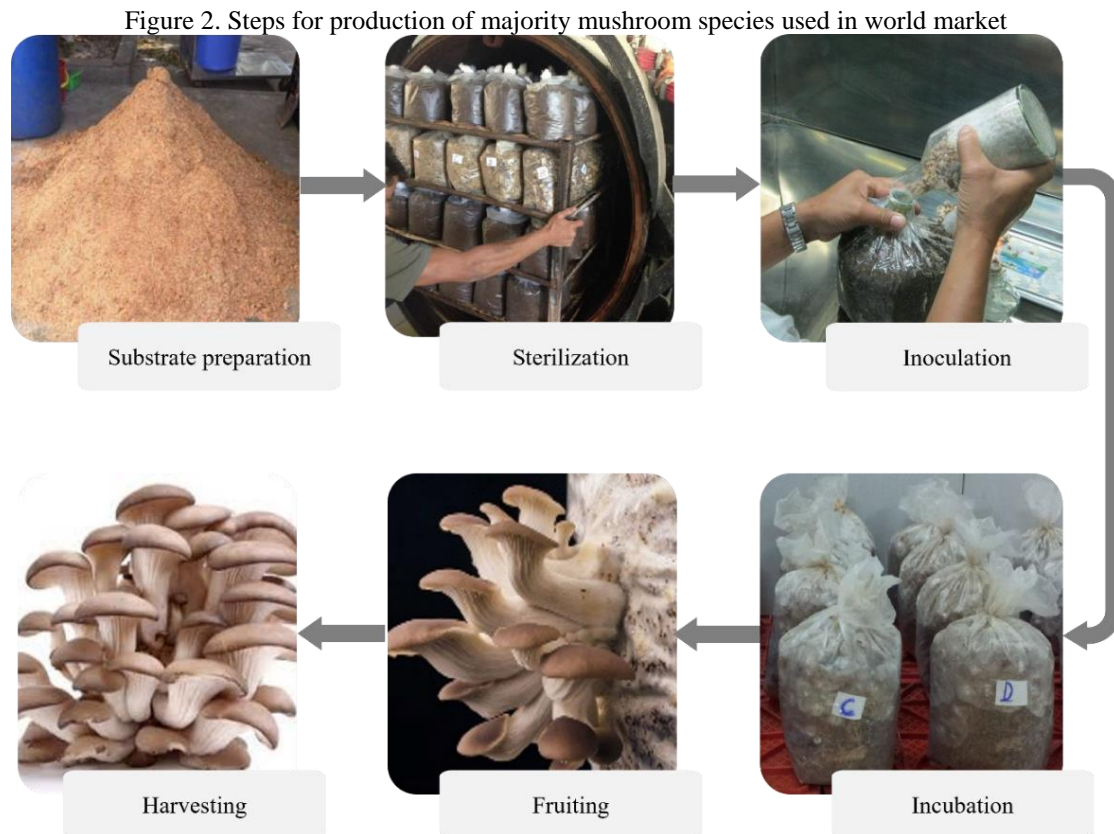 Figure 2. Steps for production of majority mushroom species used in world market
Substrate preparation
Sterilization
Inoculation
Incubation
C
D
Fruiting
Harvesting